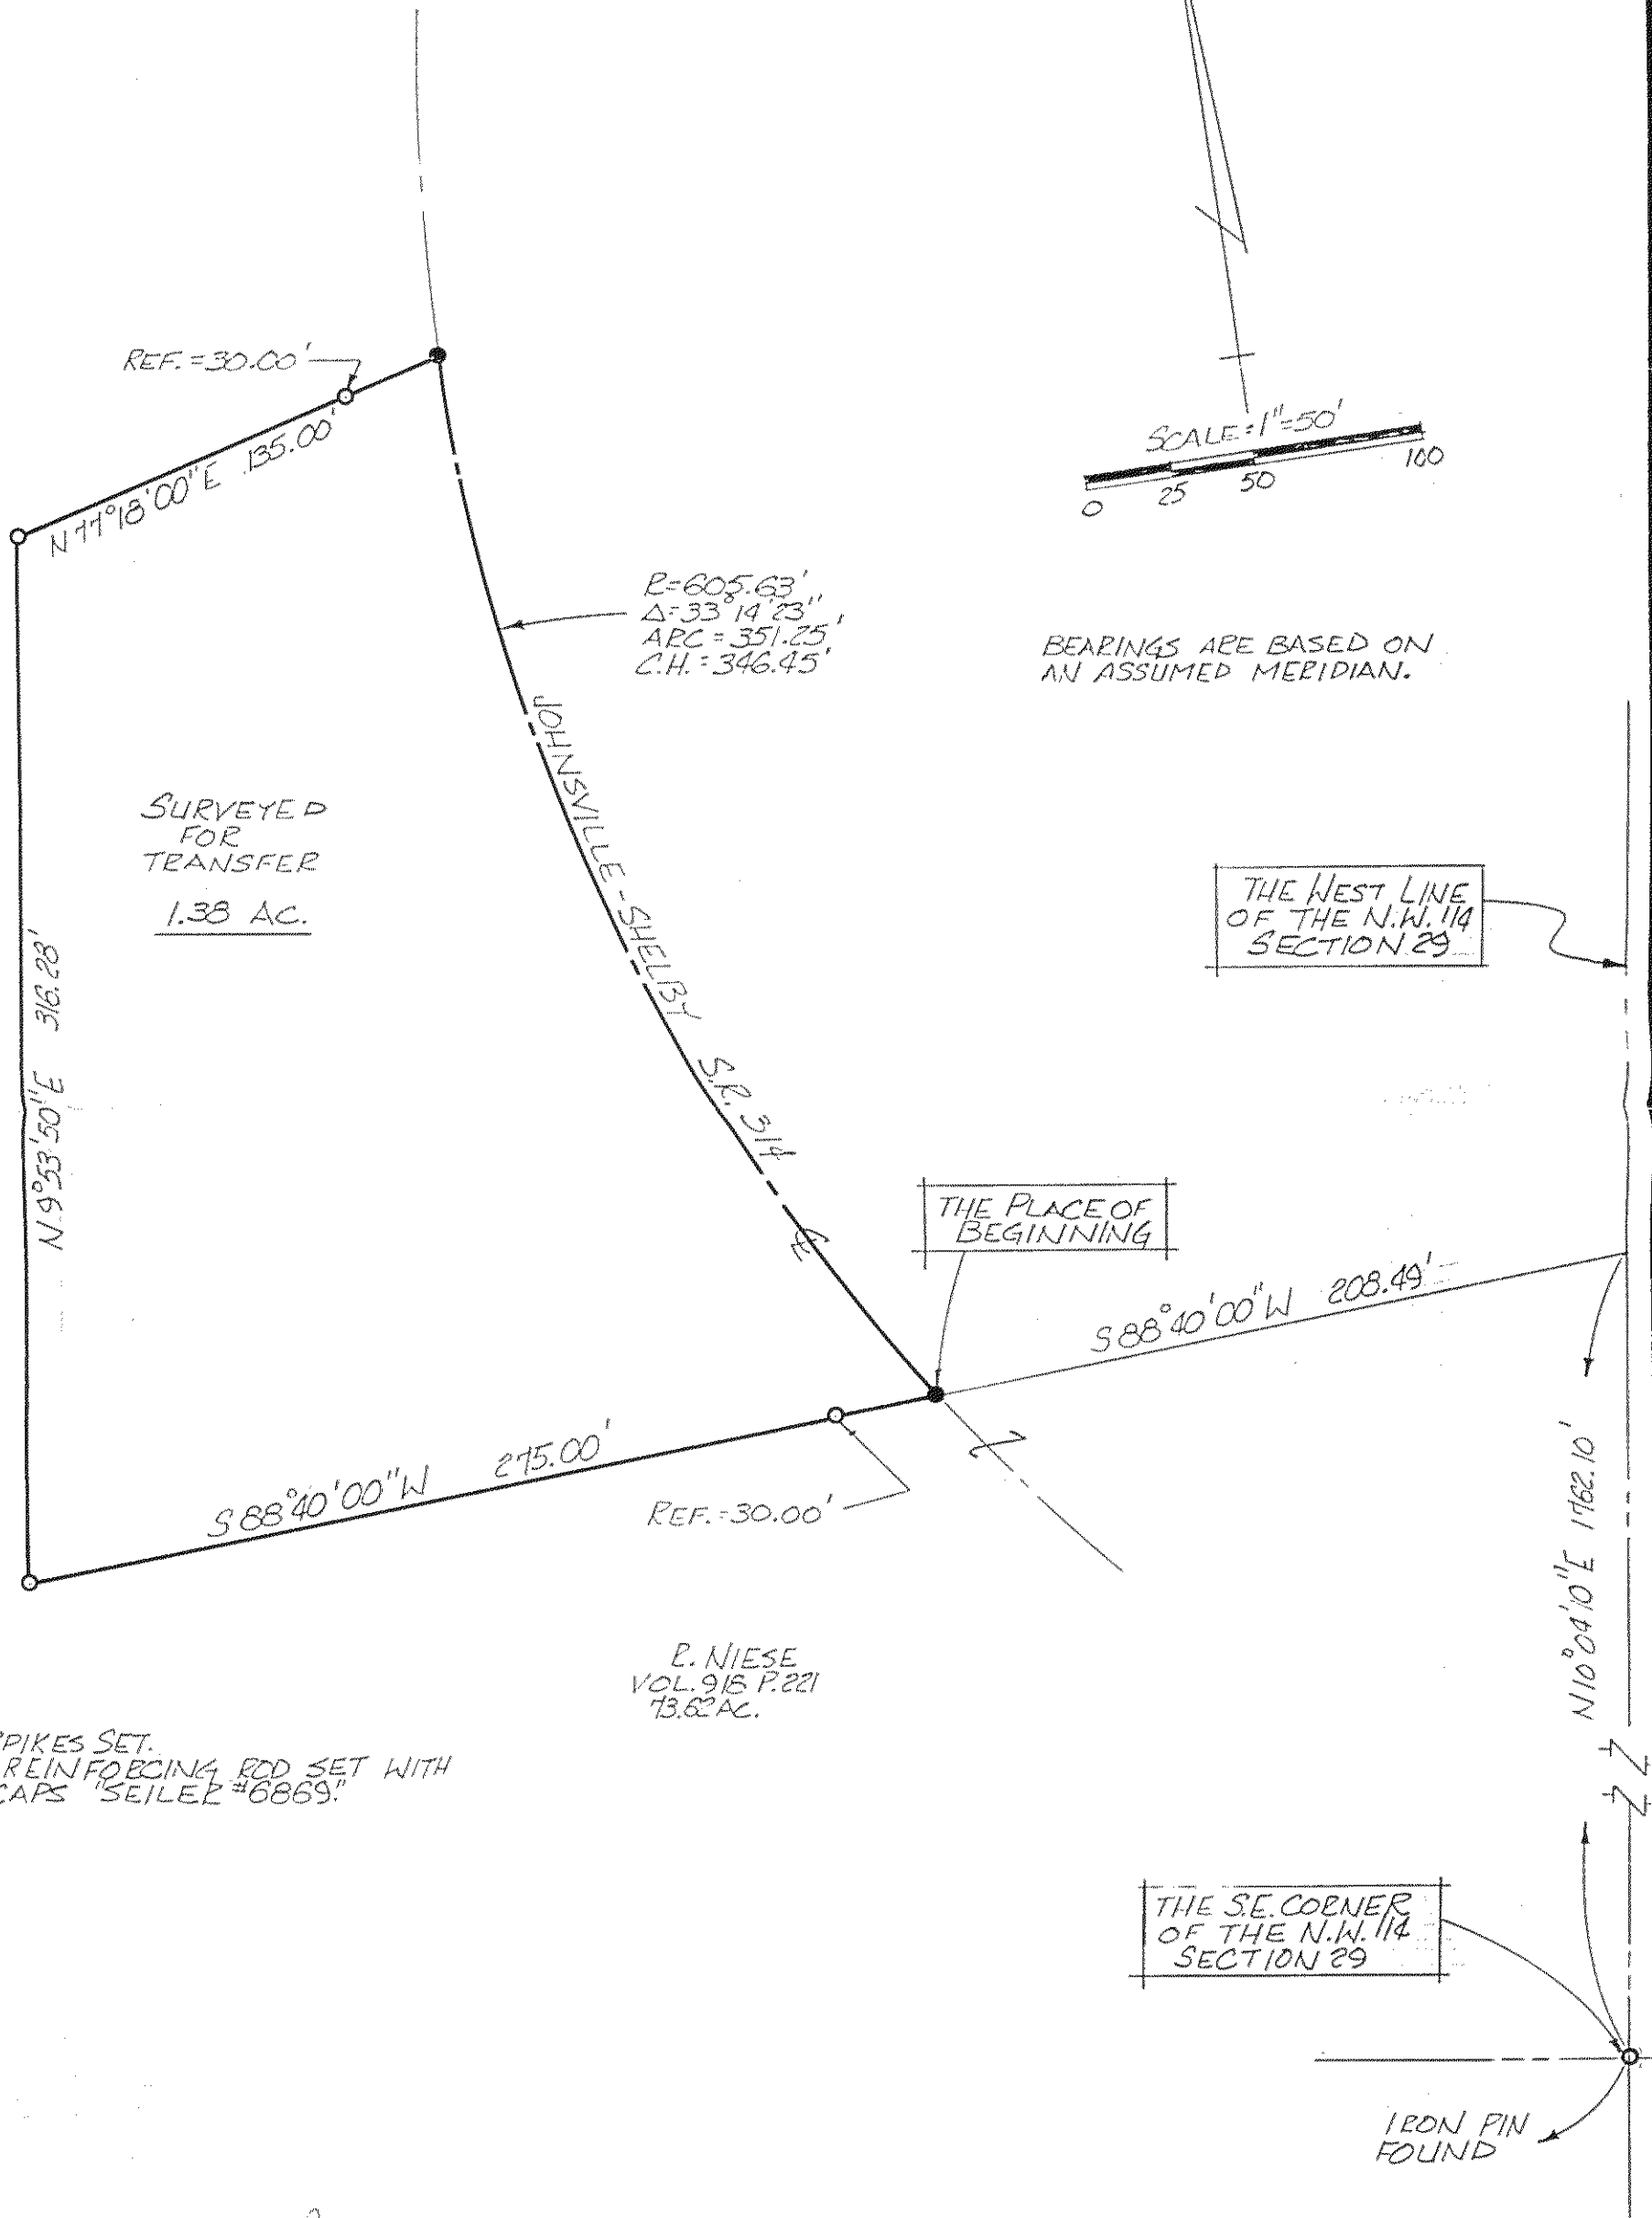 REF.=30.00'
N77°18'00"E 135.00'
SCALE=1"=50'
0 25 50 100
R=605.63'
Δ=33°14'23"
ARC=351.25'
C.H.=346.45'
BEARINGS ARE BASED ON
AN ASSUMED MERIDIAN.
JOHNSVILLE-SHELBY S.R. 314
SURVEYED
FOR
TRANSFER
1.38 AC.
THE WEST LINE
OF THE N.W. 1/4
SECTION 29
N.9°53'50"E 316.28'
THE PLACE OF
BEGINNING
S88°40'00"W 208.49'
S88°40'00"W 275.00'
REF.=30.00'
N10°04'10"E 1762.10'
R. NIESE
VOL. 918 P.221
73.62 AC.
PIKES SET.
REINFORCING ROD SET WITH
CAPS "SEILER #6869."
THE S.E. CORNER
OF THE N.W. 1/4
SECTION 29
IRON PIN
FOUND